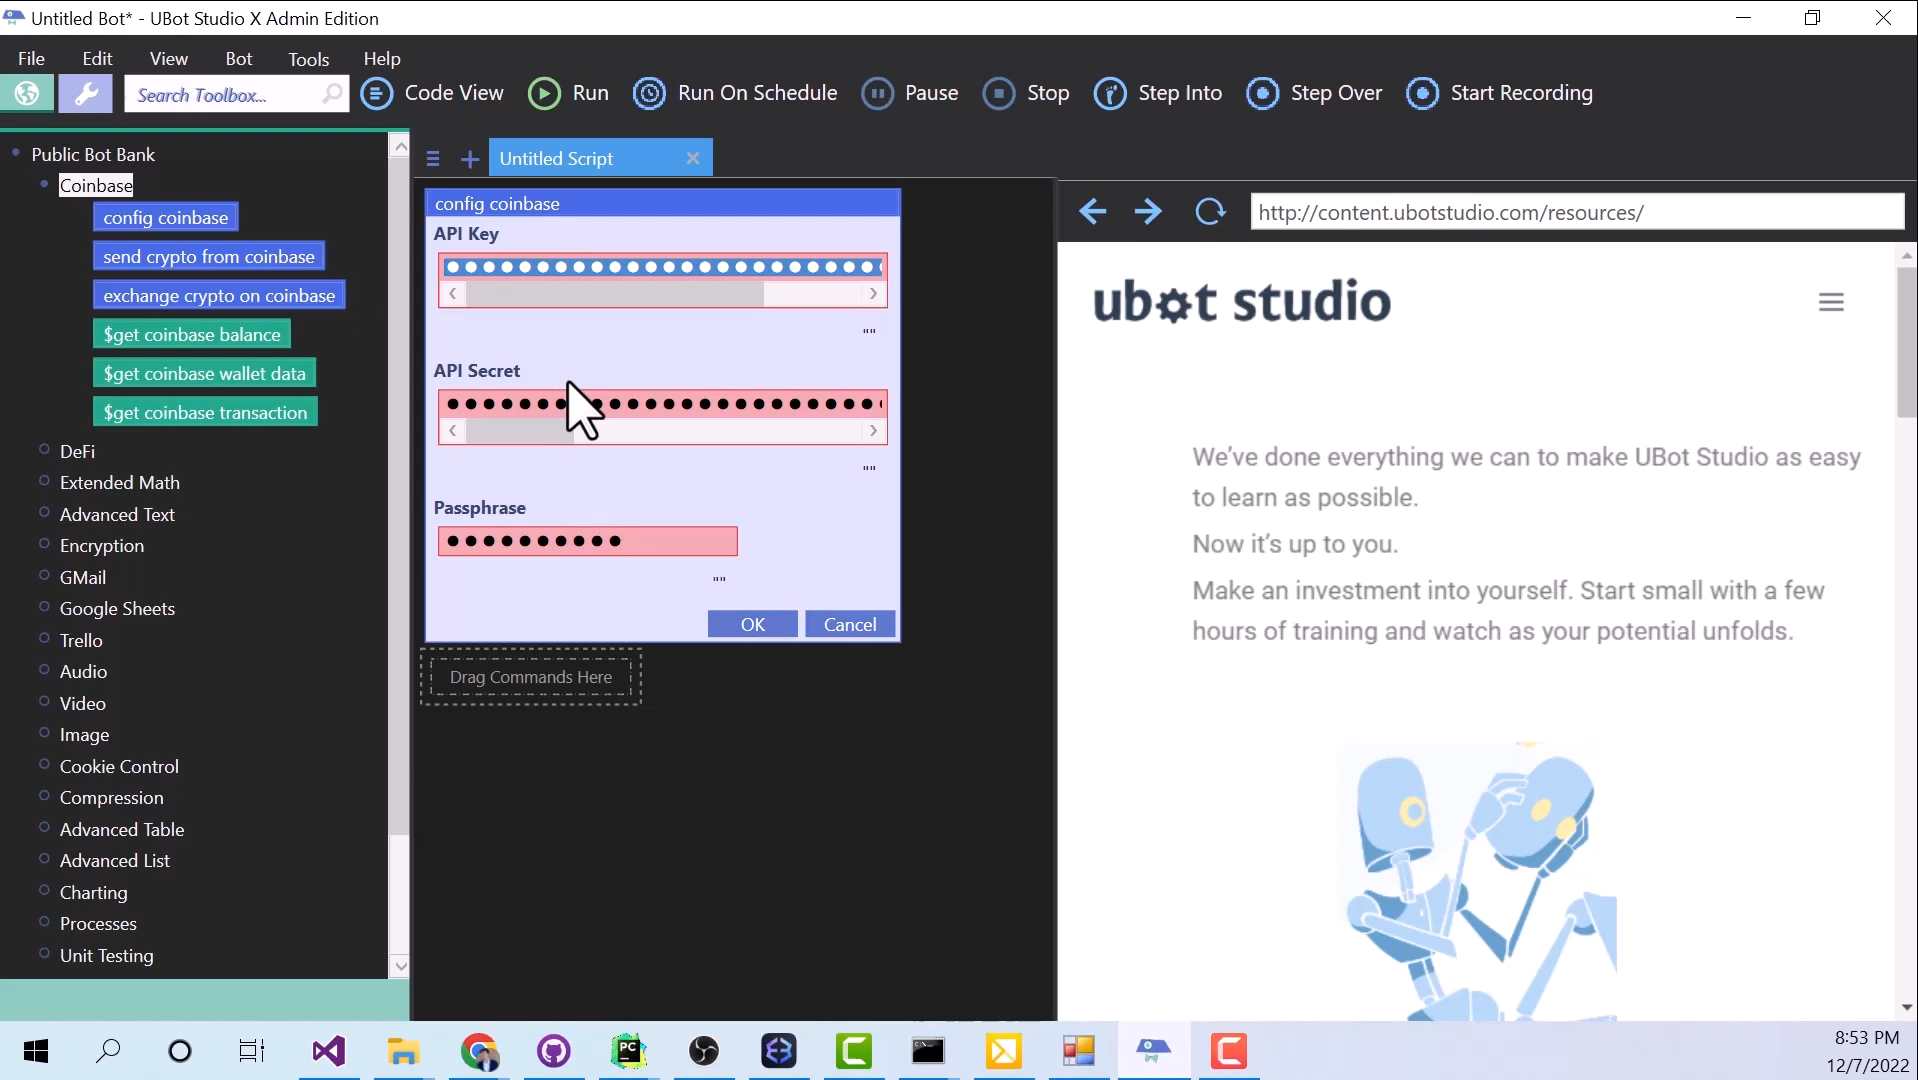 Untitled Bot* - UBot Studio X Admin Edition
File Edit View Bot Tools Help
Search Toolbox...
Code View Run Run On Schedule Pause Stop Step Into Step Over Start Recording
Public Bot Bank
Coinbase
config coinbase
send crypto from coinbase
exchange crypto on coinbase
$get coinbase balance
$get coinbase wallet data
$get coinbase transaction
DeFi
Extended Math
Advanced Text
Encryption
GMail
Google Sheets
Trello
Audio
Video
Image
Cookie Control
Compression
Advanced Table
Advanced List
Charting
Processes
Unit Testing
Untitled Script
config coinbase
API Key
""
API Secret
""
Passphrase
""
OK Cancel
Drag Commands Here
http://content.ubotstudio.com/resources/
ubot studio
We've done everything we can to make UBot Studio as easy
to learn as possible.
Now it's up to you.
Make an investment into yourself. Start small with a few
hours of training and watch as your potential unfolds.
PC
8:53 PM
12/7/2022